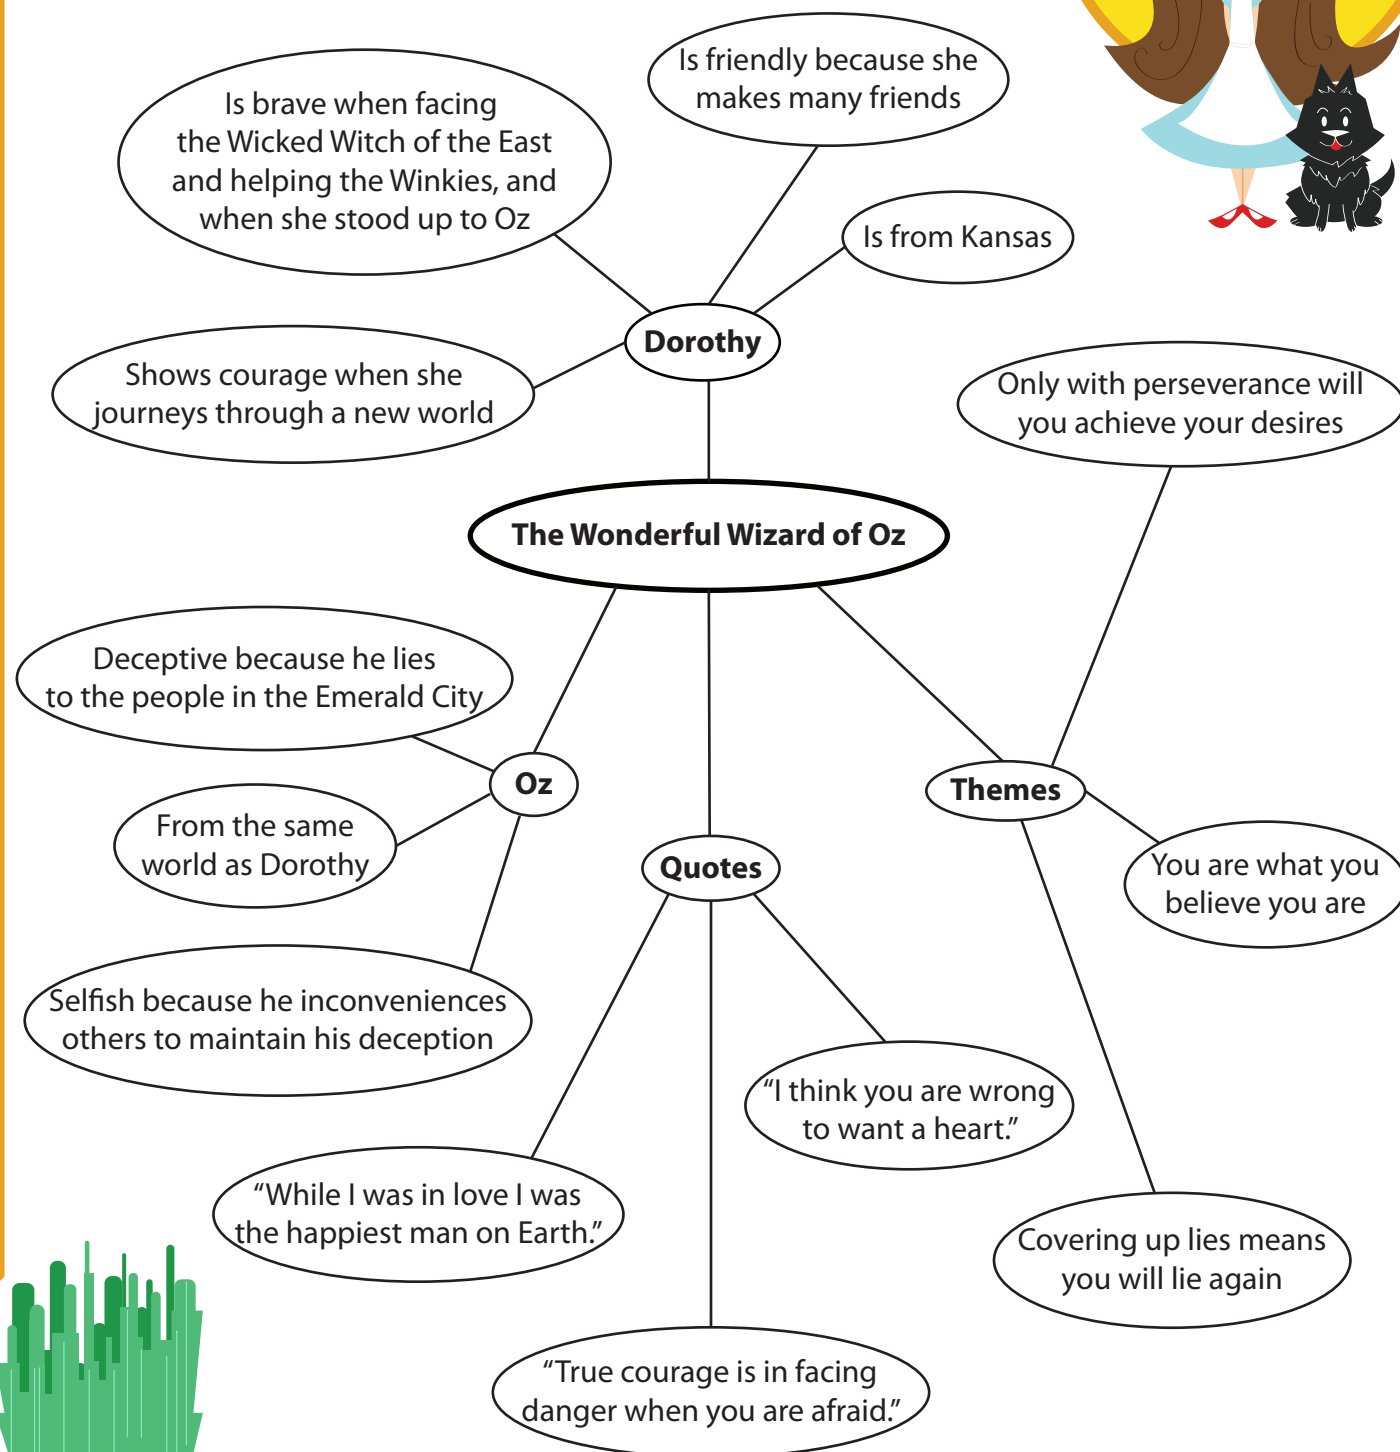 Is friendly because she
makes many friends
Is brave when facing
the Wicked Witch of the East
and helping the Winkies, and
when she stood up to Oz
Is from Kansas
Dorothy
Shows courage when she
journeys through a new world
Only with perseverance will
you achieve your desires
The Wonderful Wizard of Oz
Deceptive because he lies
to the people in the Emerald City
Oz
Themes
From the same
world as Dorothy
Quotes
You are what you
believe you are
Selfish because he inconveniences
others to maintain his deception
"I think you are wrong
to want a heart."
"While I was in love I was
the happiest man on Earth."
Covering up lies means
you will lie again
"True courage is in facing
danger when you are afraid."